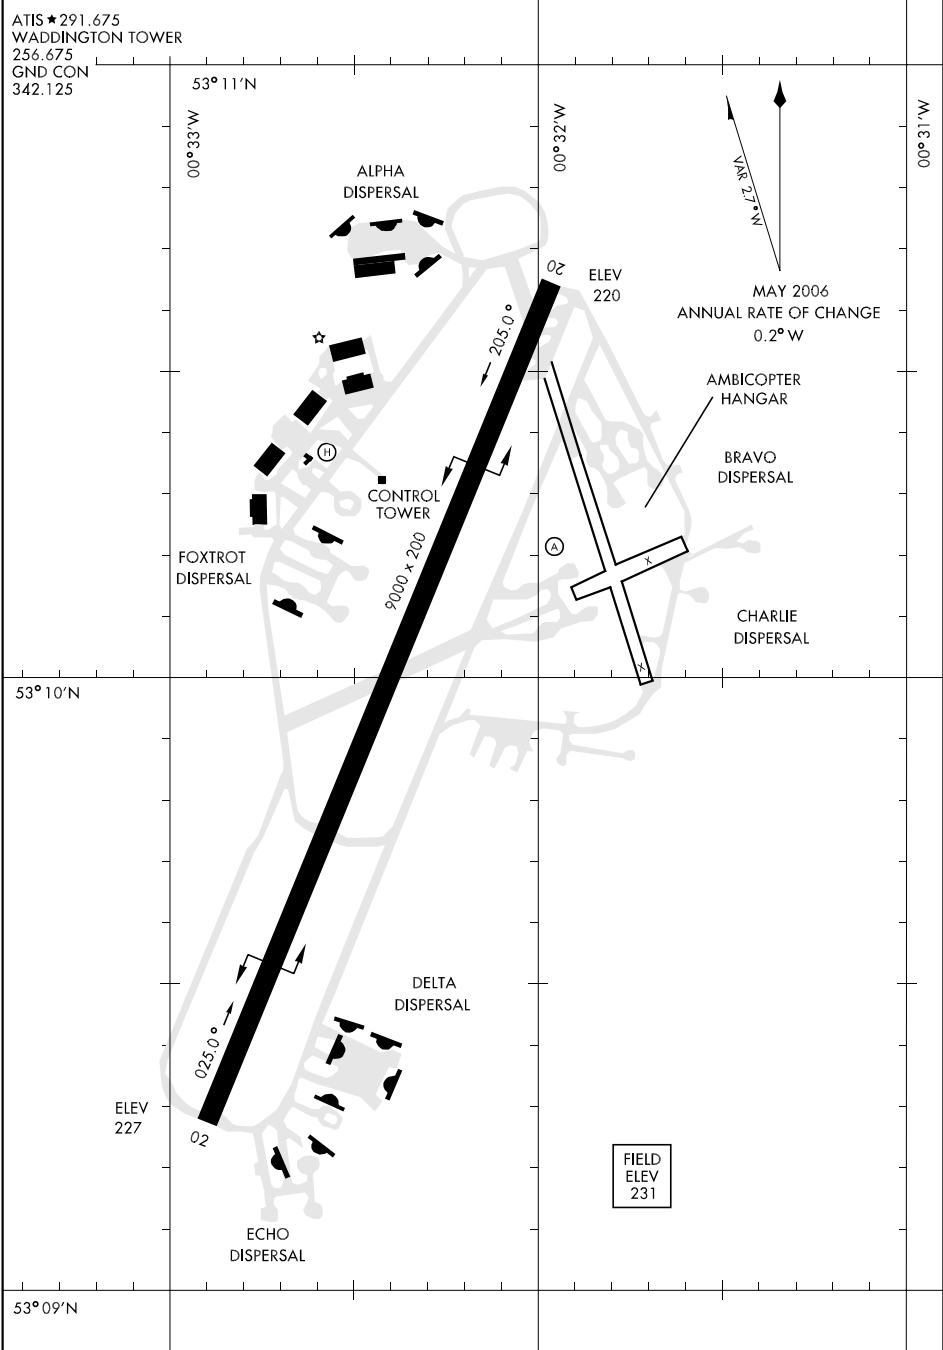 ATIS ★ 291.675
WADDINGTON TOWER
256.675
GND CON
342.125
53°11'N
00°33'W
00°32'W
00°31'W
VAR 2.7°W
ALPHA
DISPERSAL
20
ELEV
220
MAY 2006
ANNUAL RATE OF CHANGE
0.2° W
205.0°
AMBICOPTER
HANGAR
H
BRAVO
DISPERSAL
CONTROL
TOWER
A
FOXTROT
DISPERSAL
9000 x 200
X
CHARLIE
DISPERSAL
X
53°10'N
DELTA
DISPERSAL
025.0°
ELEV
227
02
FIELD
ELEV
231
ECHO
DISPERSAL
53°09'N